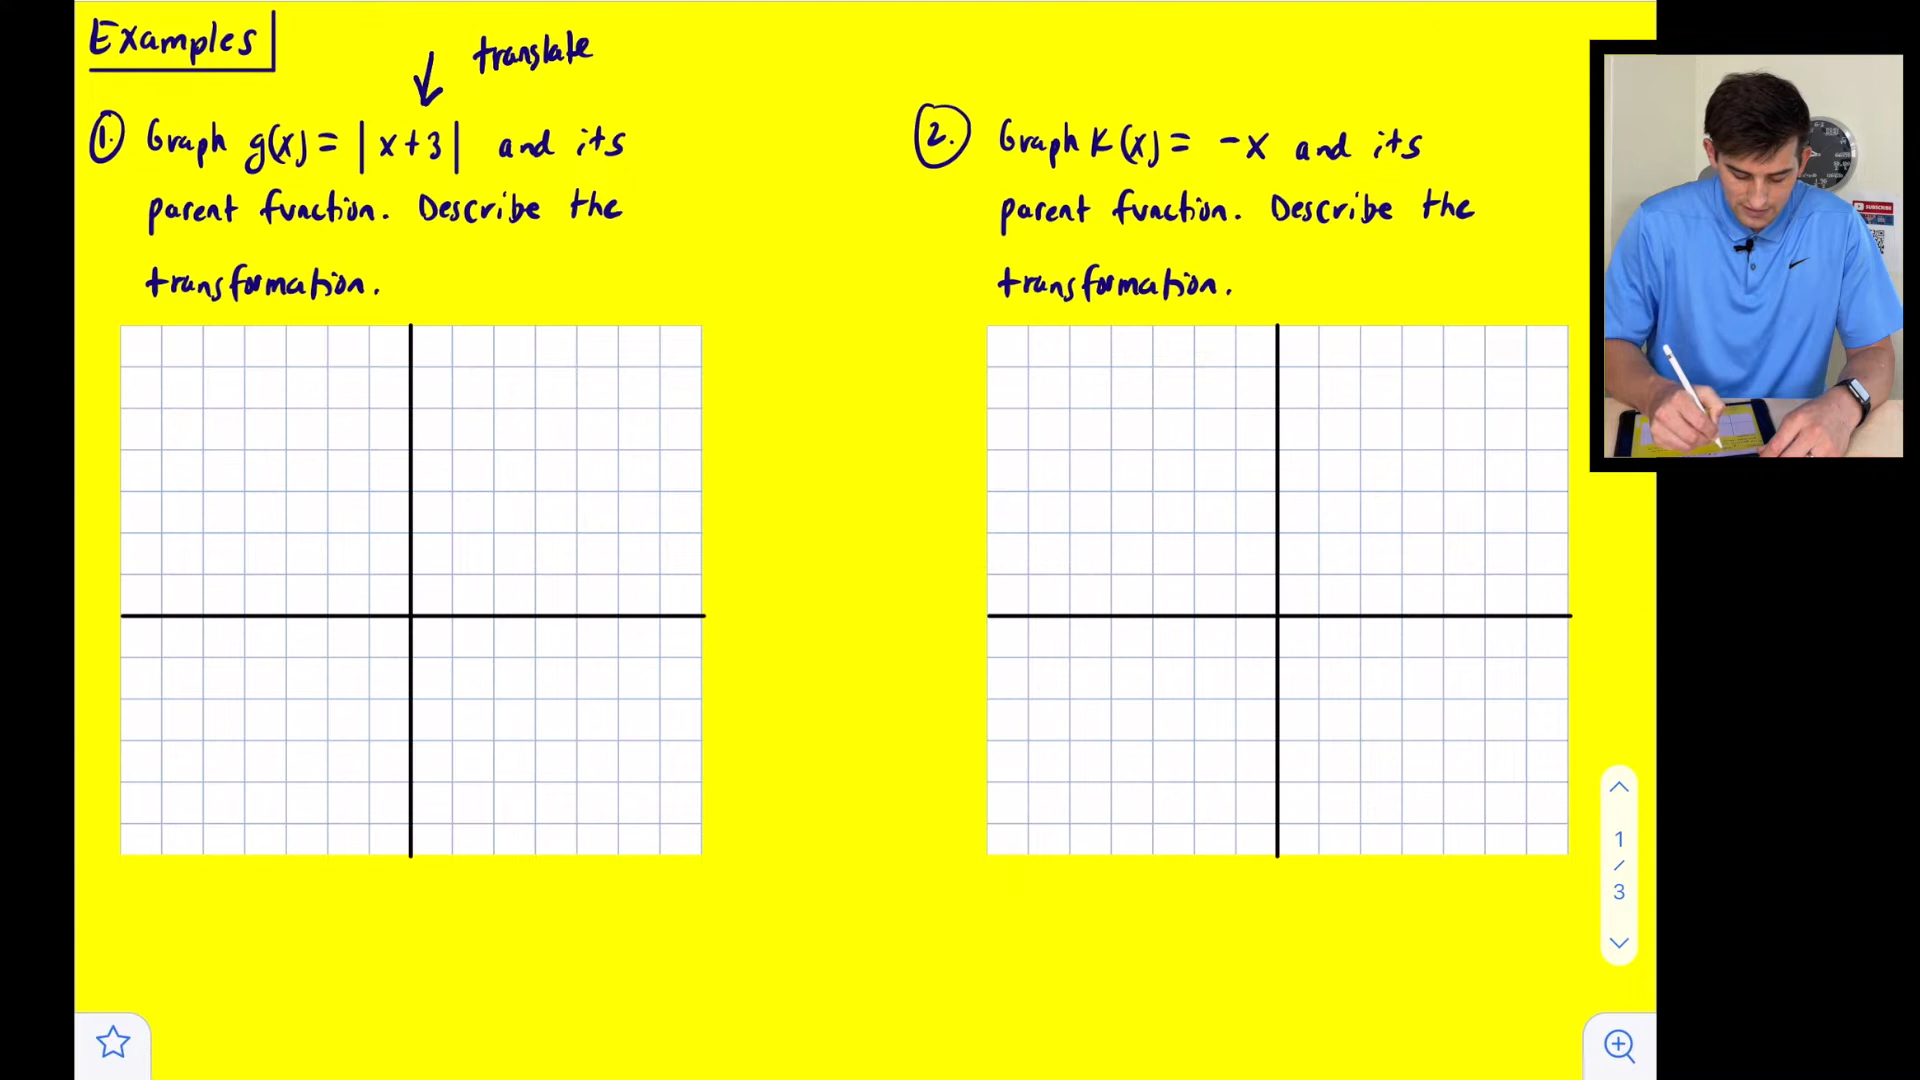 Examples
translate
1. Graph g(x) = |x+3| and its
parent function. Describe the
transformation.
2. Graph K(x) = -x and its
parent function. Describe the
transformation.
SUBSCRIBE
1
/
3